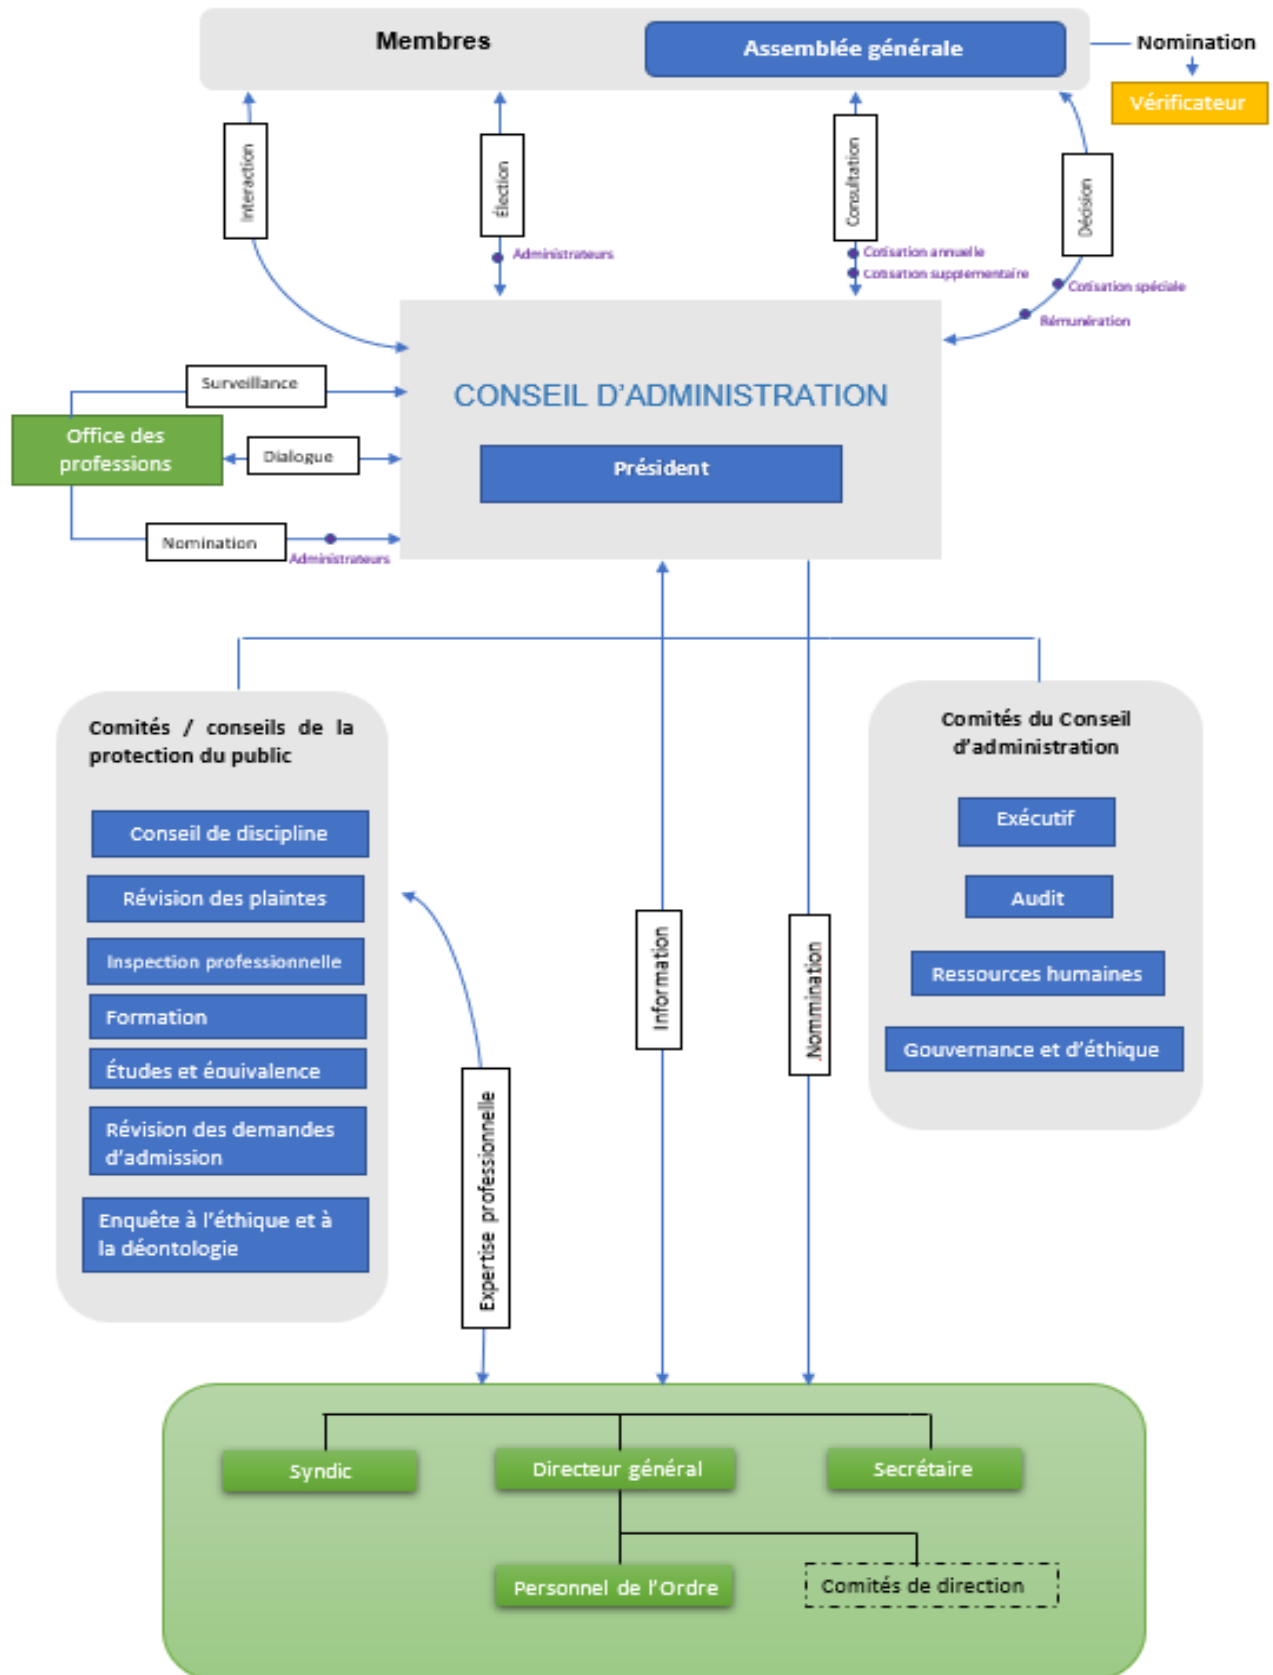 Membres
Assemblée générale
Nomination
Vérificateur
Interaction
Élection
Consultation
Décision
Administrateurs
Cotisation annuelle
Cotisation supplementaire
Cotisation spéciale
Rémunération
Surveillance
CONSEIL D'ADMINISTRATION
Office des
professions
Dialogue
Président
Nomination
Administrateurs
Comités / conseils de la
protection du public
Conseil de discipline
Révision des plaintes
Inspection professionnelle
Formation
Études et équivalence
Révision des demandes
d'admission
Enquête à l'éthique et à
la déontologie
Comités du Conseil
d'administration
Exécutif
Audit
Ressources humaines
Gouvernance et d'éthique
Information
Nommination
Expertise professionnelle
Syndic
Directeur général
Secrétaire
Personnel de l'Ordre
Comités de direction